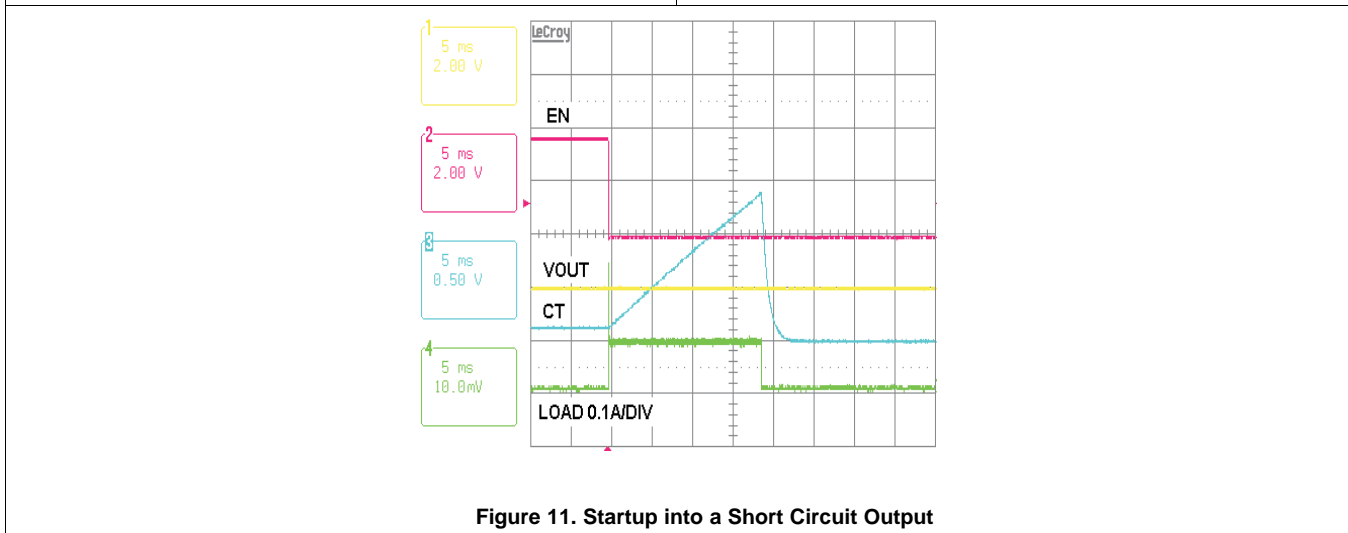 1
5 ms
2.00 V
2
5 ms
2.00 V
3
5 ms
0.50 V
4
5 ms
10.0mV
LeCroy
EN
VOUT
CT
LOAD 0.1A/DIV
Figure 11. Startup into a Short Circuit Output